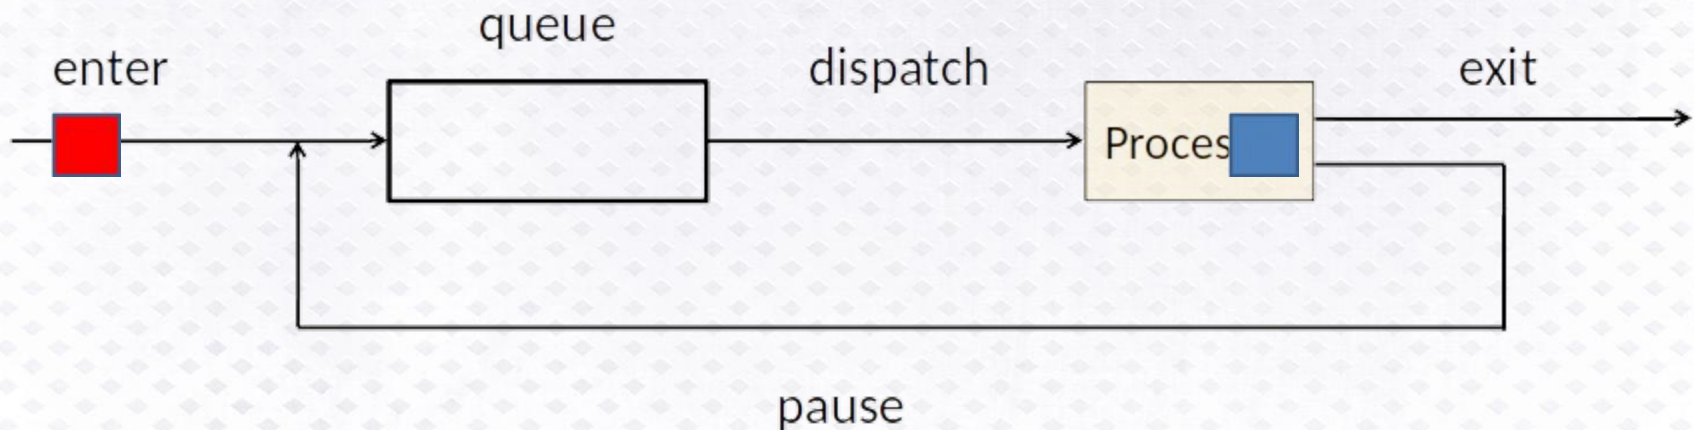 queue
enter
dispatch
exit
Proces
pause